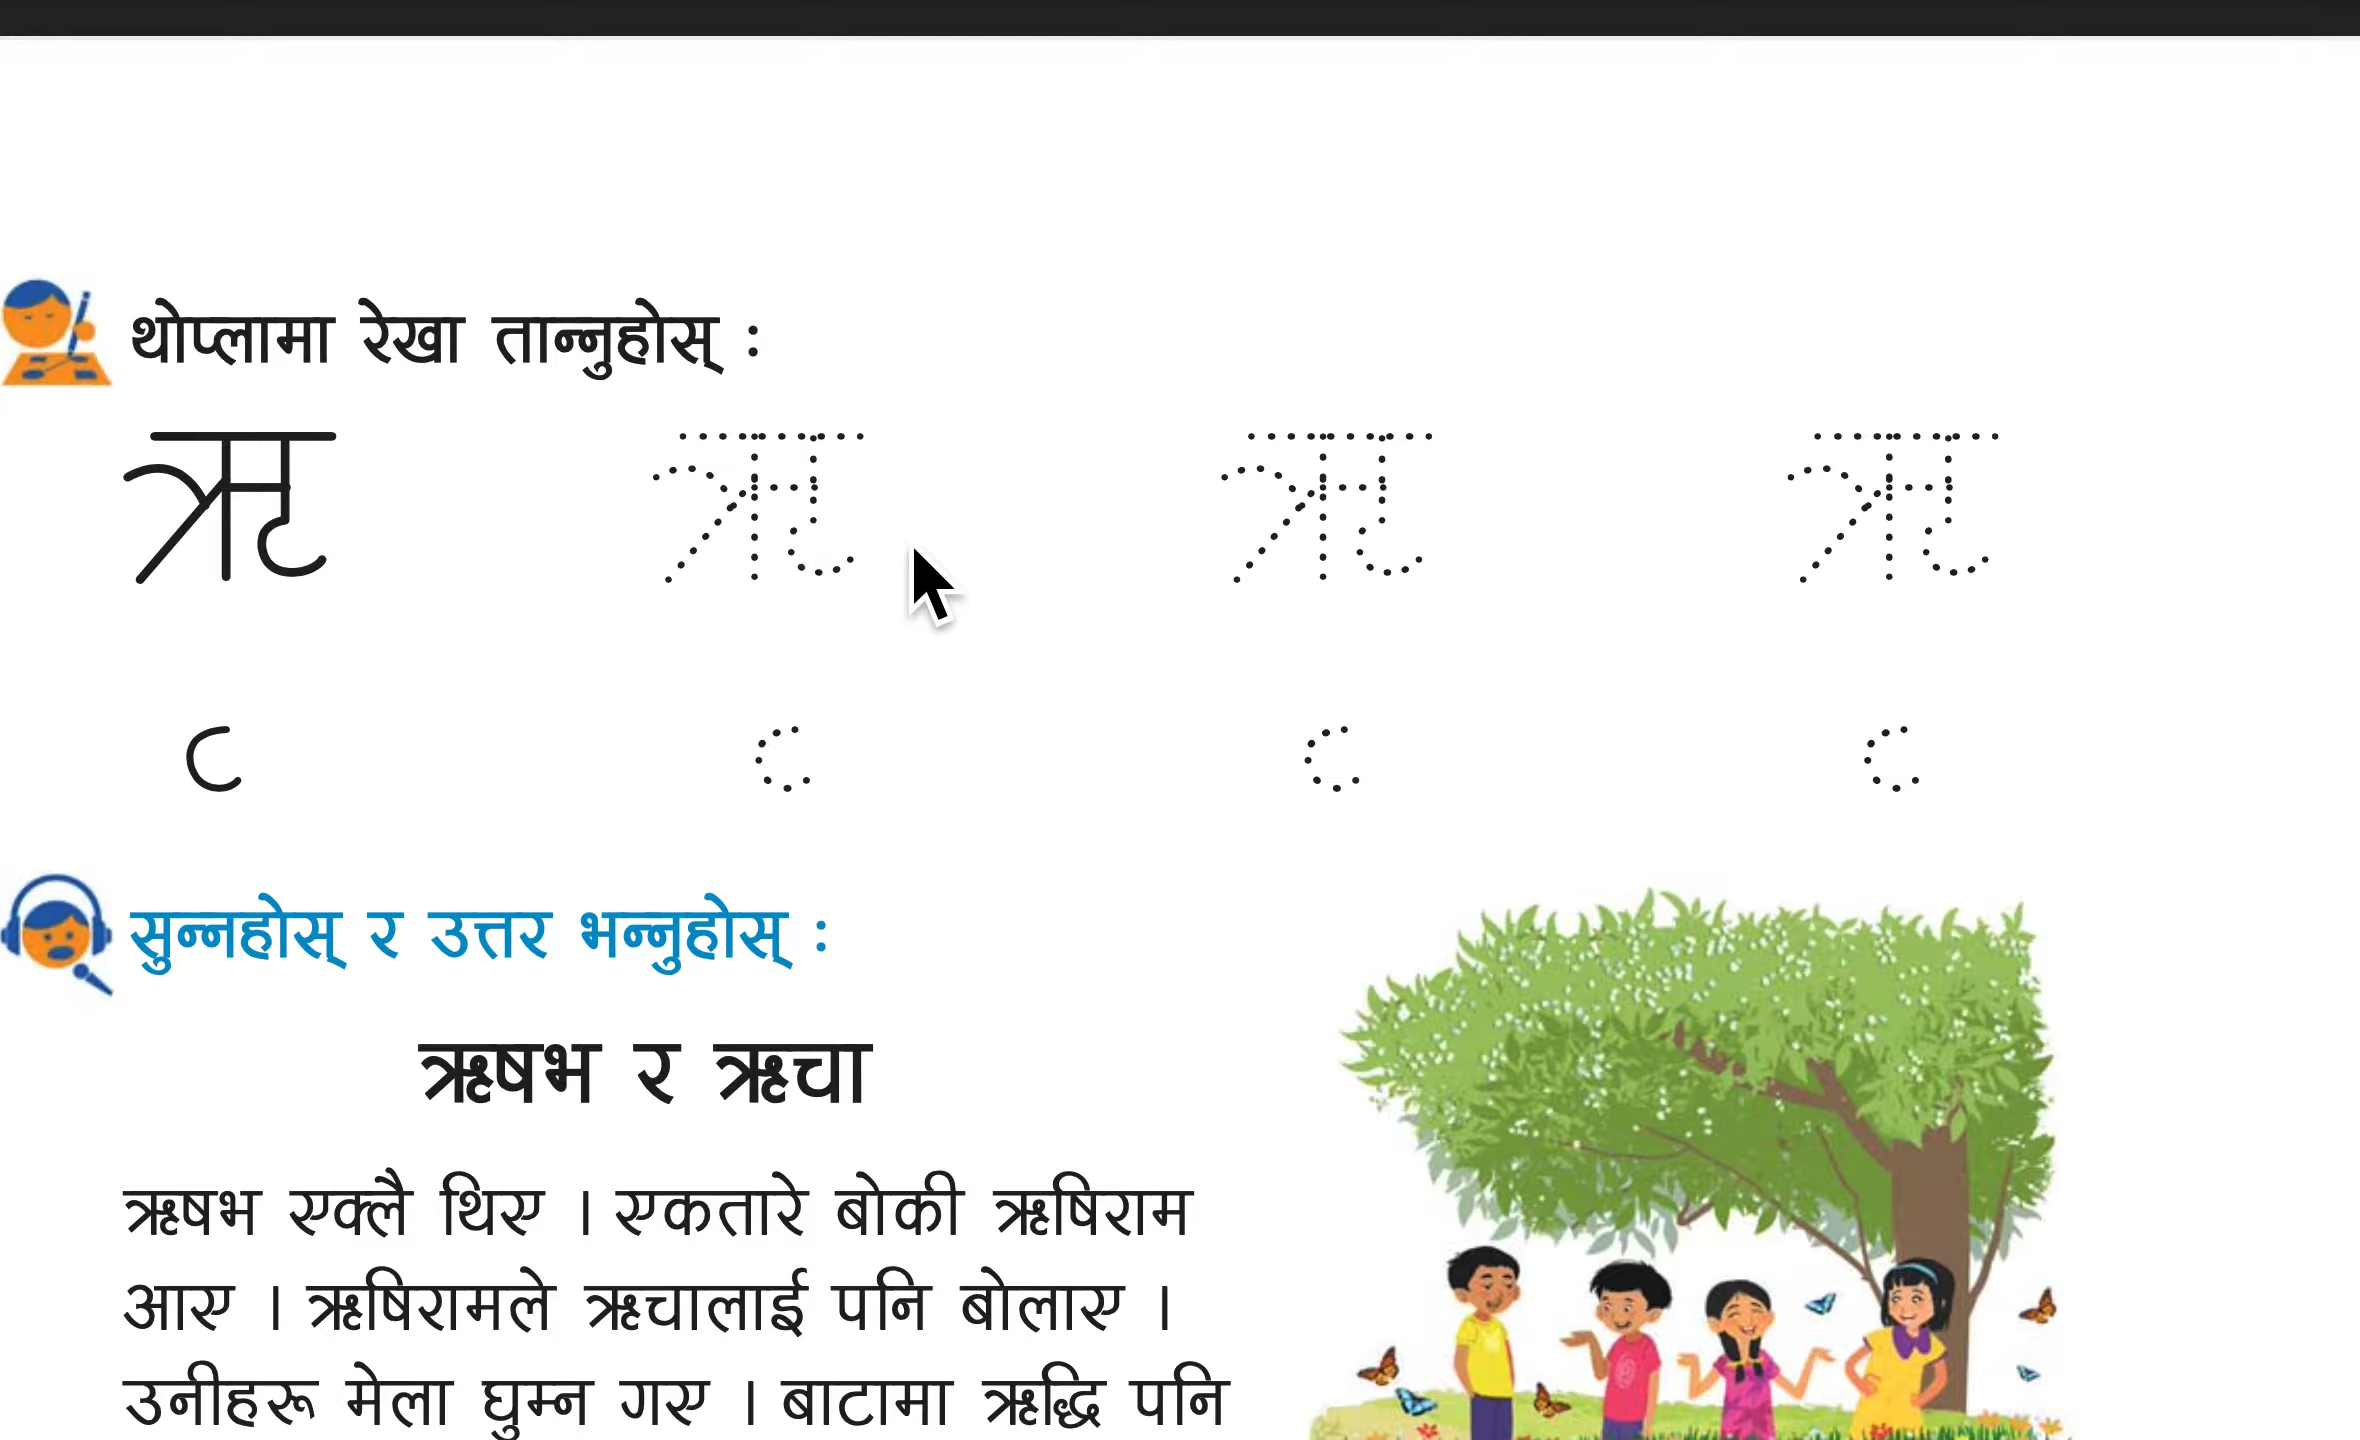 थोप्लामा रेखा तान्नुहोस् :
ऋ ऋ ऋ ऋ
ृ ृ ृ ृ
सुन्नहोस् र उत्तर भन्नुहोस् :
ऋषभ र ऋचा
ऋषभ एक्लै थिए । एकतारे बोकी ऋषिराम
आए । ऋषिरामले ऋचालाई पनि बोलाए ।
उनीहरू मेला घुम्न गए । बाटामा ऋद्धि पनि